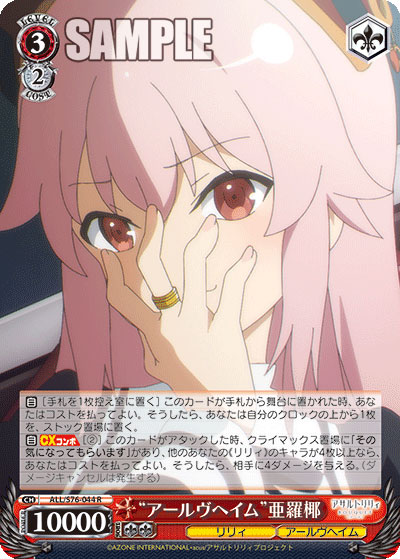 LEVEL
3
SAMPLE
2
COST
自 [手札を1枚控え室に置く] このカードが手札から舞台に置かれた時、あな
たはコストを払ってよい。そうしたら、あなたは自分のクロックの上から1枚
を、ストック置場に置く。
自 CXコンボ [②] このカードがアタックした時、クライマックス置場に「その
気になってもらいます」があり、他のあなたの《リリィ》のキャラが4枚以上なら、
あなたはコストを払ってよい。そうしたら、相手に4ダメージを与える。(ダ
メージキャンセルは発生する)
CH ALL/S76-044 R
10000
“アールヴヘイム”亜羅椰
アサルトリリィ
リリィ
アールヴヘイム
©AZONE INTERNATIONAL・acus/アサルトリリィプロジェクト